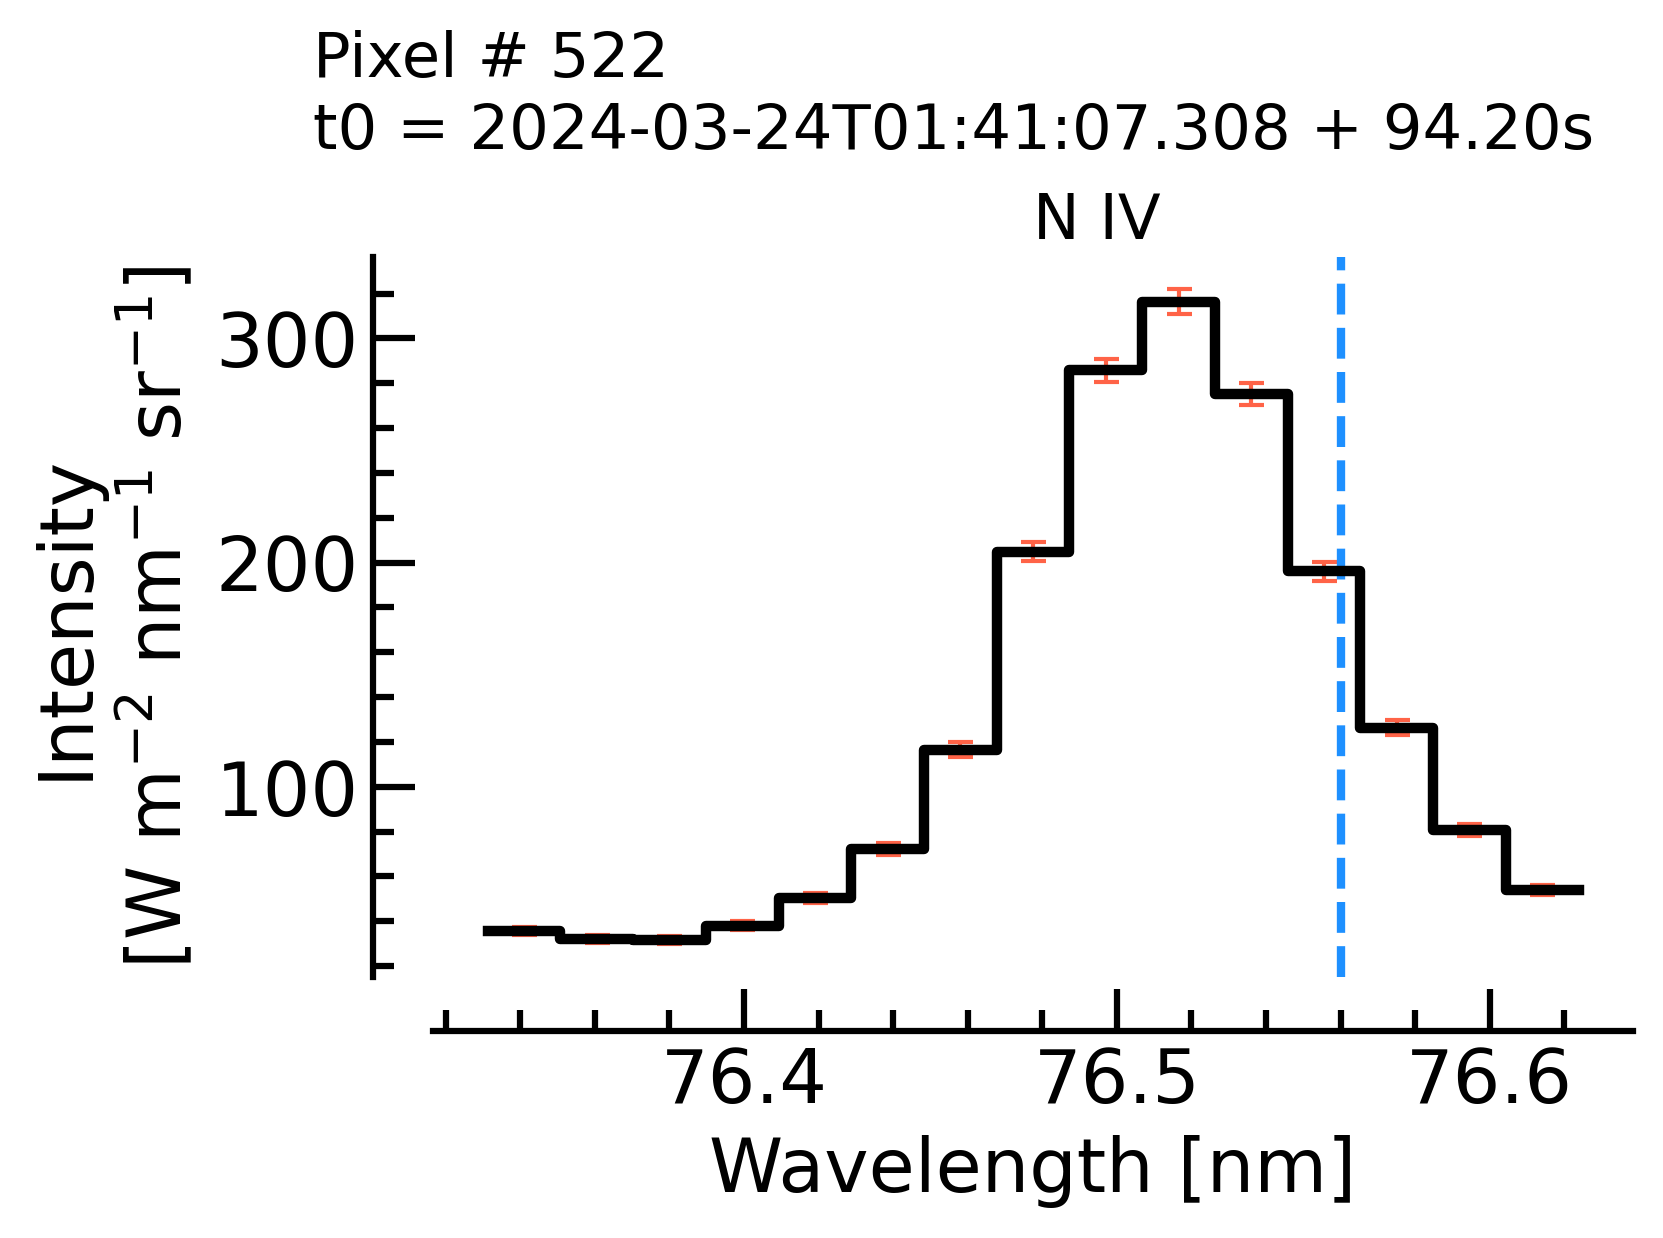 Pixel # 522
t0 = 2024-03-24T01:41:07.308 + 94.20s
N IV
Intensity
[W m⁻² nm⁻¹ sr⁻¹]
300
200
100
76.4 76.5 76.6
Wavelength [nm]